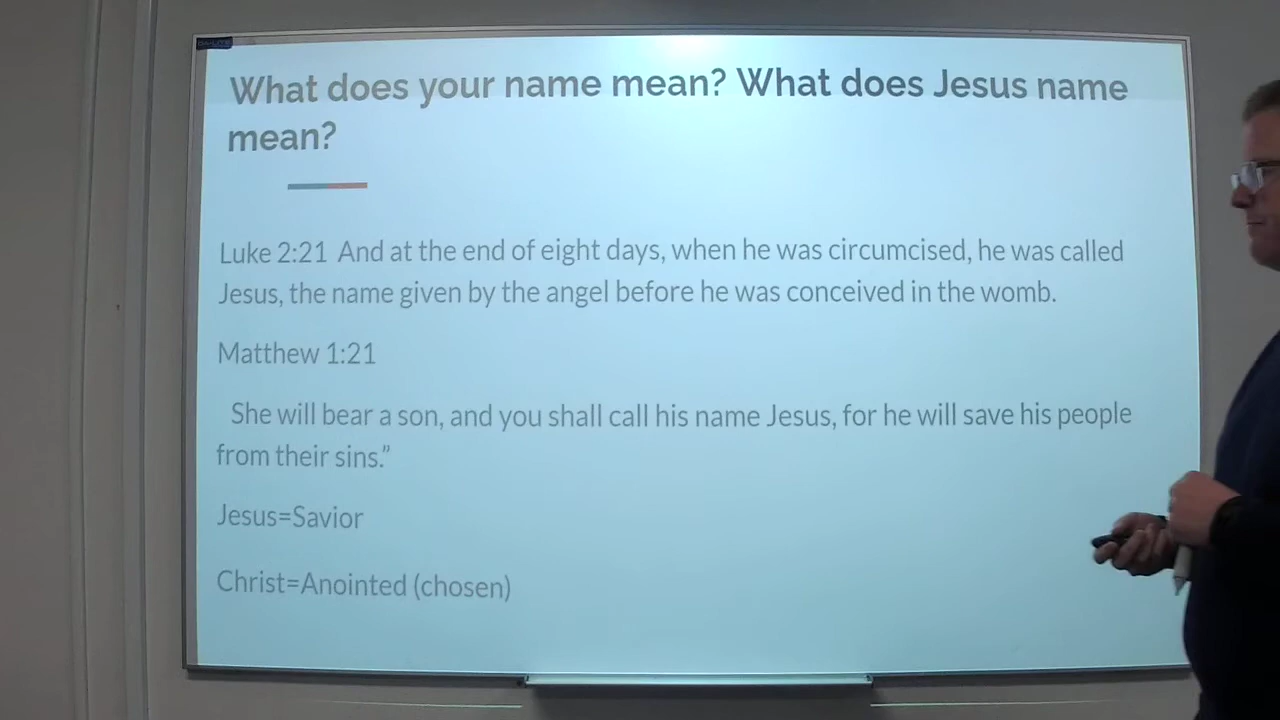 What does your name mean? What does Jesus name
mean?
Luke 2:21 And at the end of eight days, when he was circumcised, he was called
Jesus, the name given by the angel before he was conceived in the womb.
Matthew 1:21
She will bear a son, and you shall call his name Jesus, for he will save his people
from their sins.”
Jesus=Savior
Christ=Anointed (chosen)